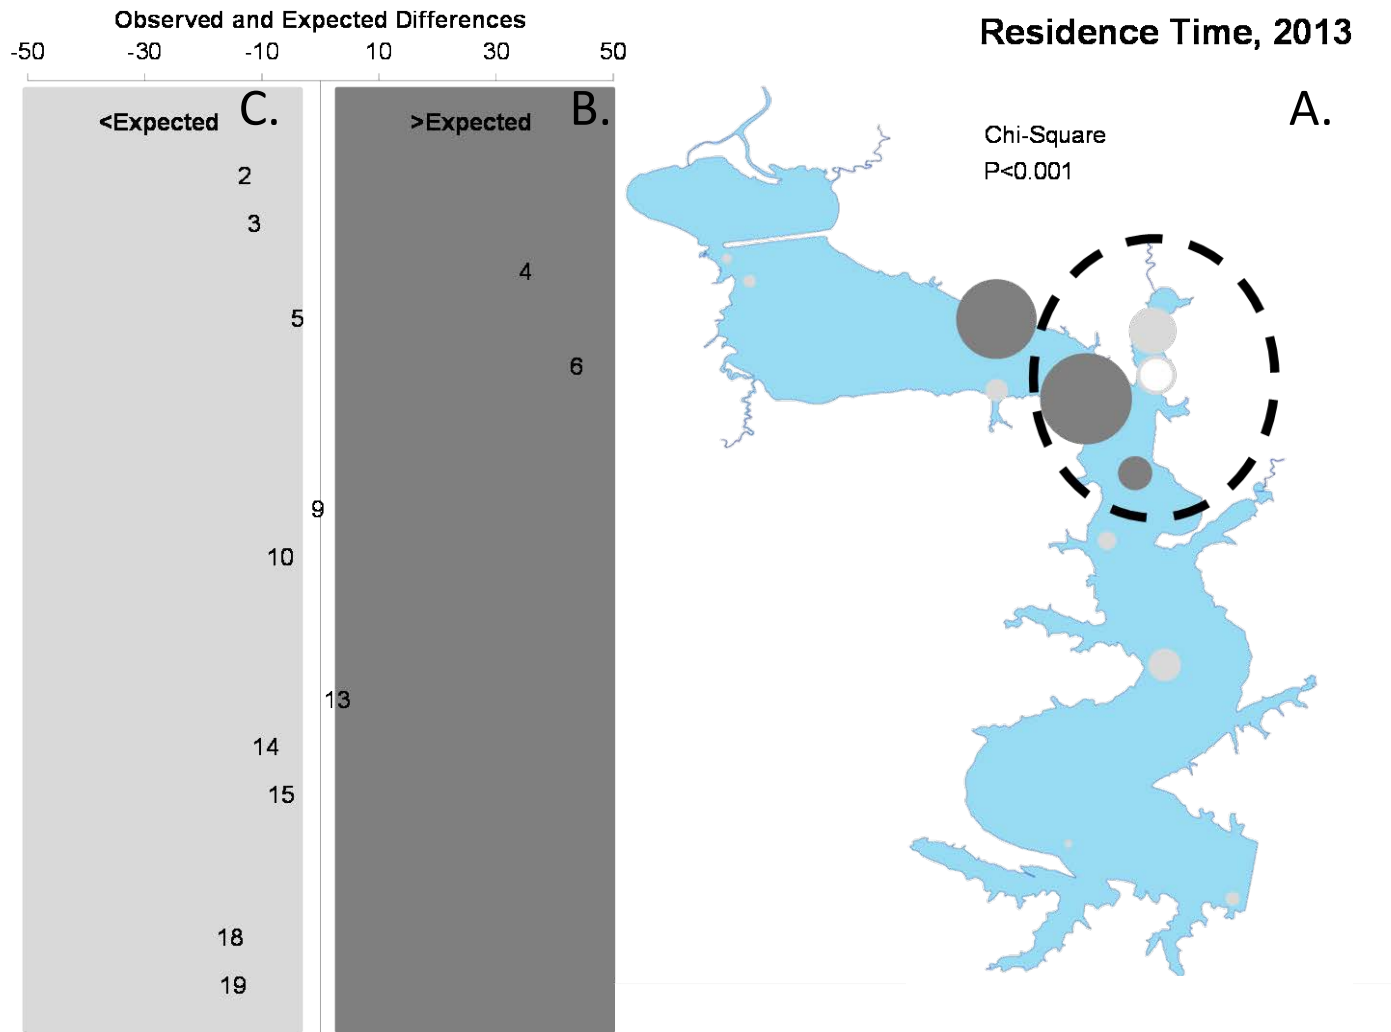 Observed and Expected Differences
Residence Time, 2013
-50 -30 -10 10 30 50
<Expected C. >Expected B. A.
Chi-Square
P<0.001
2
3
4
5
6
9
10
13
14
15
18
19